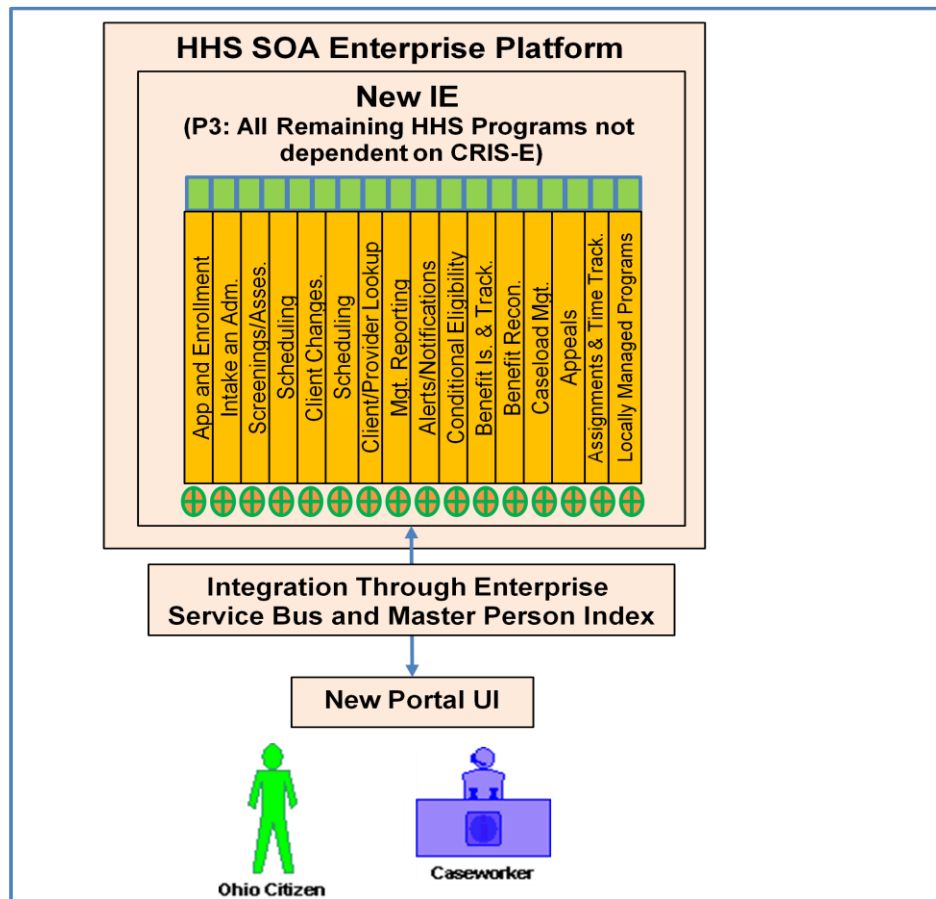 HHS SOA Enterprise Platform
New IE
(P3: All Remaining HHS Programs not
dependent on CRIS-E)
App and Enrollment
Intake an Adm.
Screenings/Asses.
Scheduling
Client Changes.
Scheduling
Client/Provider Lookup
Mgt. Reporting
Alerts/Notifications
Conditional Eligibility
Benefit Is. & Track.
Benefit Recon.
Caseload Mgt.
Appeals
Assignments & Time Track.
Locally Managed Programs
Integration Through Enterprise
Service Bus and Master Person Index
New Portal UI
Ohio Citizen
Caseworker